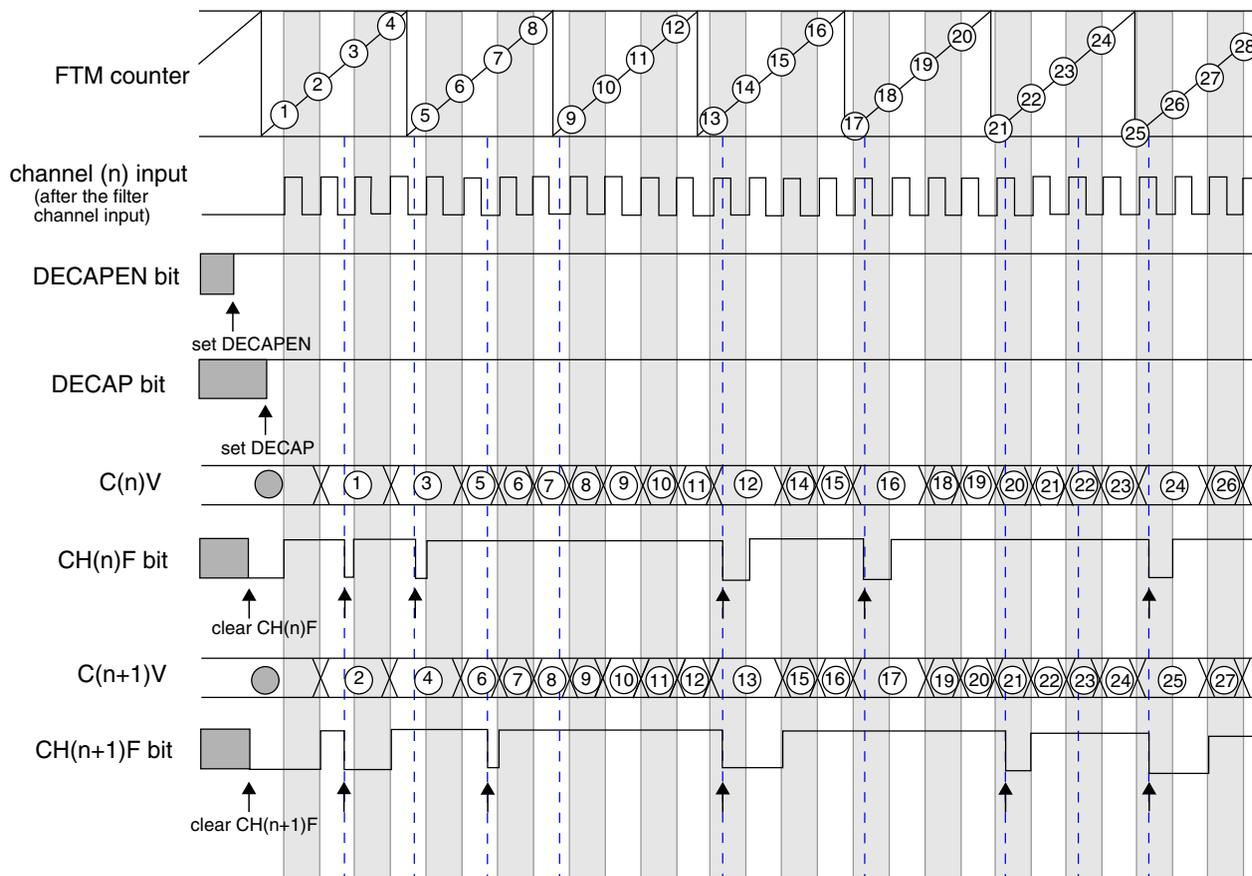 4
8
12
16
20
24
28
3
7
11
15
19
23
27
FTM counter
2
6
10
14
18
22
26
1
5
9
13
17
21
25
channel (n) input
(after the filter
channel input)
DECAPEN bit
set DECAPEN
DECAP bit
set DECAP
C(n)V 1 3 5 6 7 8 9 10 11 12 14 15 16 18 19 20 21 22 23 24 26
CH(n)F bit
clear CH(n)F
C(n+1)V 2 4 6 7 8 9 10 11 12 13 15 16 17 19 20 21 22 23 24 25 27
CH(n+1)F bit
clear CH(n+1)F